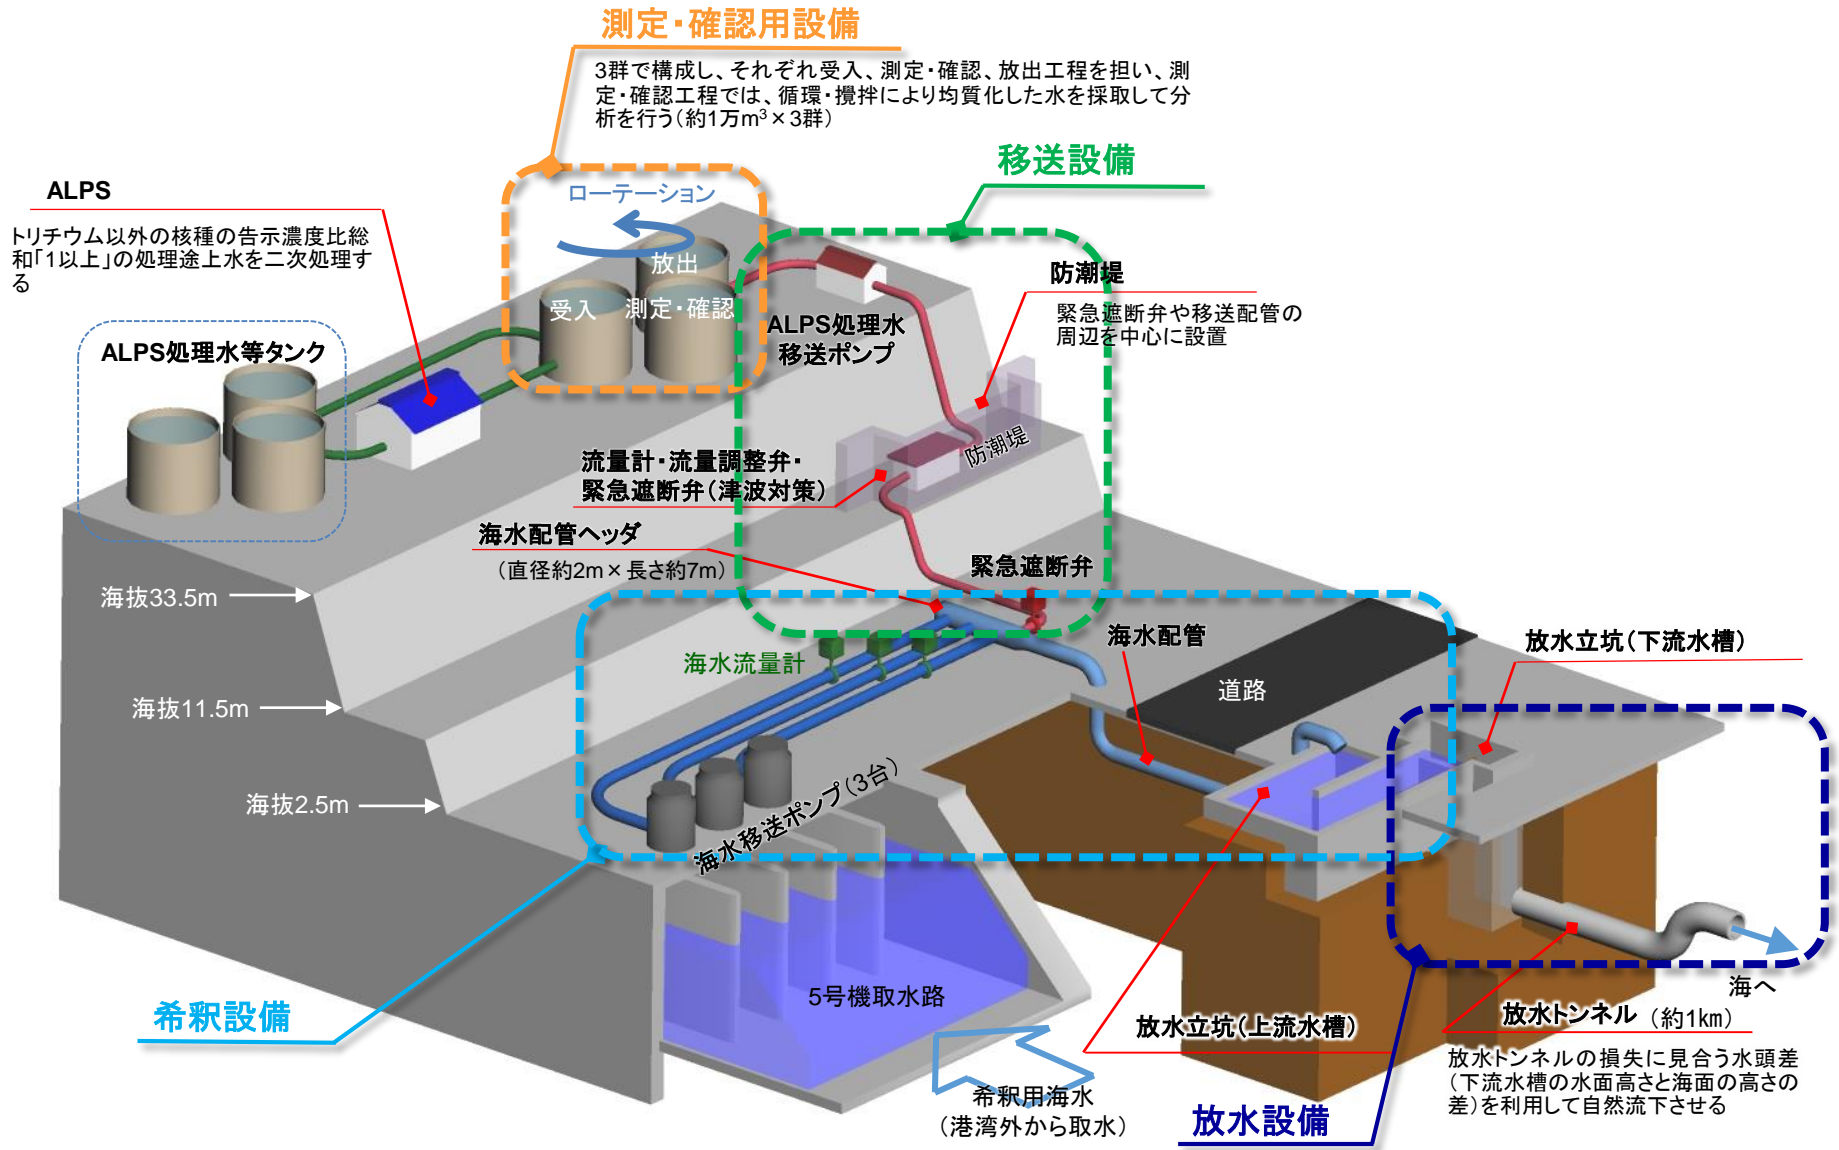 測定・確認用設備
3群で構成し、それぞれ受入、測定・確認、放出工程を担い、測
定・確認工程では、循環・攪拌により均質化した水を採取して分
析を行う（約1万m³×3群）
移送設備
ALPS
トリチウム以外の核種の告示濃度比総
和「1以上」の処理途上水を二次処理す
る
ローテーション
放出
受入
測定・確認
防潮堤
緊急遮断弁や移送配管の
周辺を中心に設置
ALPS処理水
移送ポンプ
ALPS処理水等タンク
防潮堤
流量計・流量調整弁・
緊急遮断弁（津波対策）
海水配管ヘッダ
（直径約2m×長さ約7m）
緊急遮断弁
海抜33.5m
海水配管
放水立坑（下流水槽）
海水流量計
道路
海抜11.5m
海抜2.5m
海水移送ポンプ（3台）
5号機取水路
希釈設備
海へ
放水立坑（上流水槽）
放水トンネル（約1km）
放水トンネルの損失に見合う水頭差
（下流水槽の水面高さと海面の高さの
差）を利用して自然流下させる
希釈用海水
（港湾外から取水）
放水設備